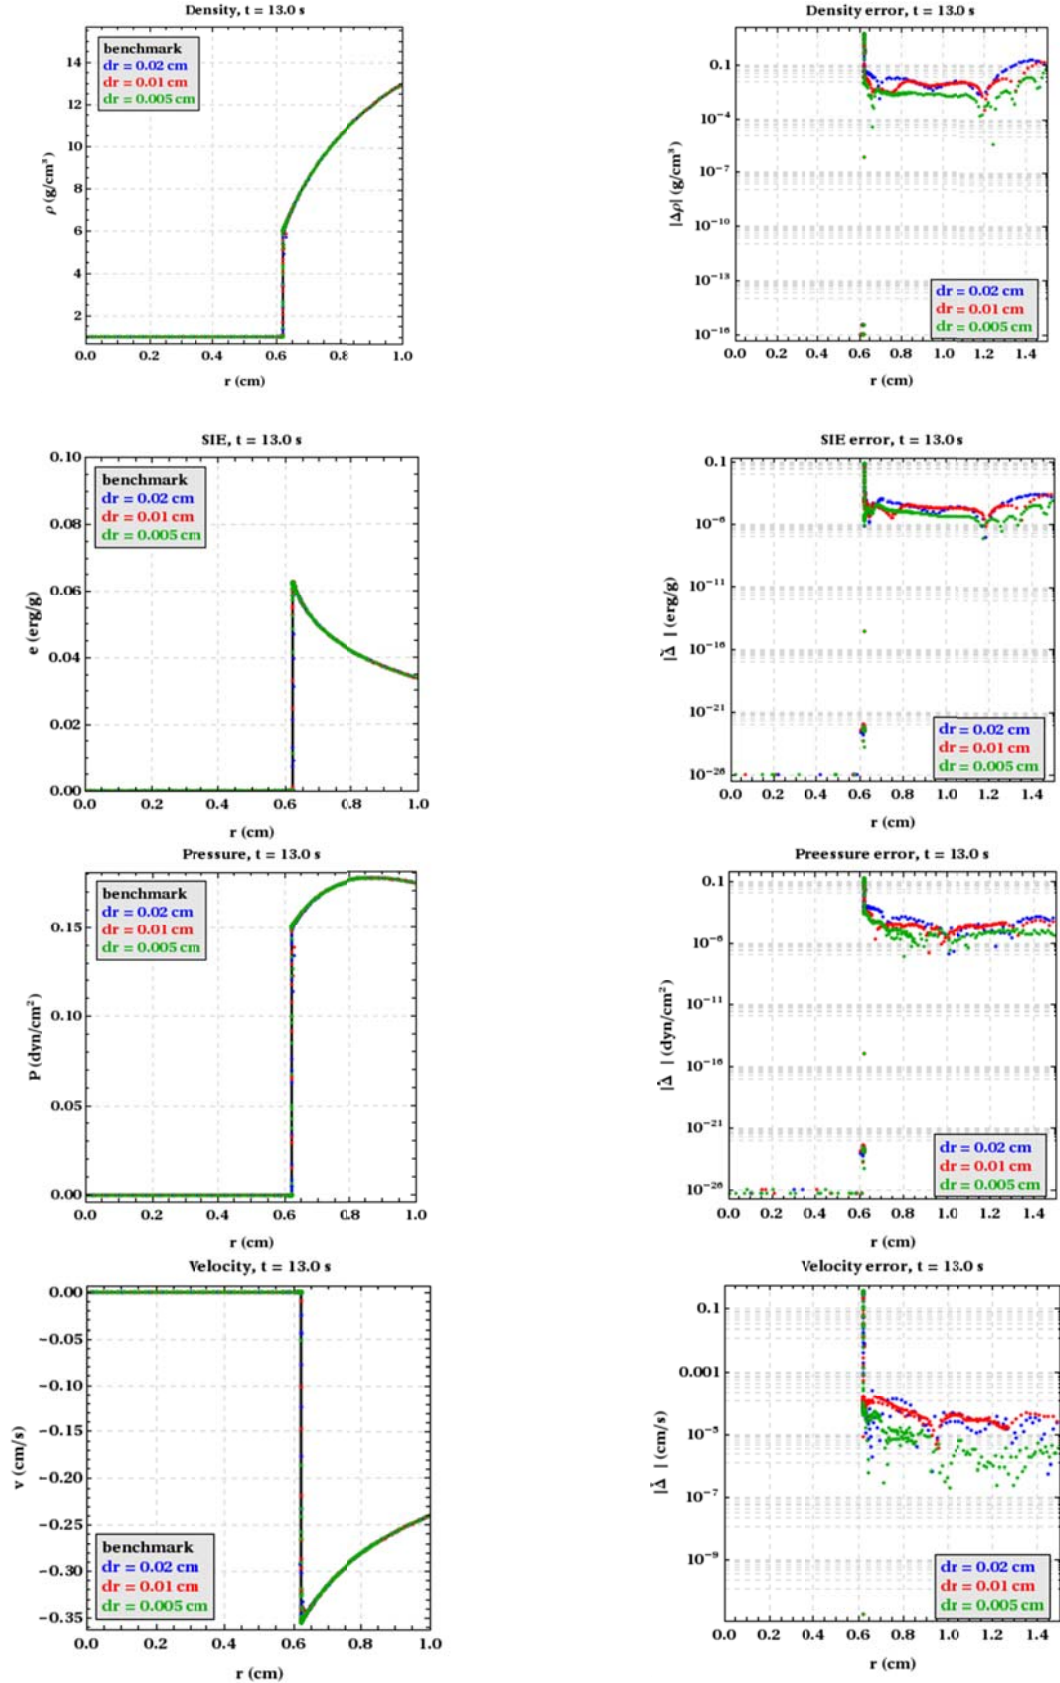 Density, t = 13.0 s
benchmark
dr = 0.02 cm
dr = 0.01 cm
dr = 0.005 cm
14
12
10
8
6
4
2
ρ (g/cm³)
0.0 0.2 0.4 0.6 0.8 1.0
r (cm)
Density error, t = 13.0 s
0.1
10⁻⁴
10⁻⁷
10⁻¹⁰
10⁻¹³
10⁻¹⁶
|Δρ| (g/cm³)
dr = 0.02 cm
dr = 0.01 cm
dr = 0.005 cm
0.0 0.2 0.4 0.6 0.8 1.0 1.2 1.4
r (cm)
SIE, t = 13.0 s
benchmark
dr = 0.02 cm
dr = 0.01 cm
dr = 0.005 cm
0.10
0.08
0.06
0.04
0.02
0.00
e (erg/g)
0.0 0.2 0.4 0.6 0.8 1.0
r (cm)
SIE error, t = 13.0 s
0.1
10⁻⁶
10⁻¹¹
10⁻¹⁶
10⁻²¹
10⁻²⁶
|Δ | (erg/g)
dr = 0.02 cm
dr = 0.01 cm
dr = 0.005 cm
0.0 0.2 0.4 0.6 0.8 1.0 1.2 1.4
r (cm)
Pressure, t = 13.0 s
benchmark
dr = 0.02 cm
dr = 0.01 cm
dr = 0.005 cm
0.15
0.10
0.05
0.00
P (dyn/cm²)
0.0 0.2 0.4 0.6 0.8 1.0
r (cm)
Preessure error, t = 13.0 s
0.1
10⁻⁶
10⁻¹¹
10⁻¹⁶
10⁻²¹
10⁻²⁶
|Δ | (dyn/cm²)
dr = 0.02 cm
dr = 0.01 cm
dr = 0.005 cm
0.0 0.2 0.4 0.6 0.8 1.0 1.2 1.4
r (cm)
Velocity, t = 13.0 s
0.00
−0.05
−0.10
−0.15
−0.20
−0.25
−0.30
−0.35
v (cm/s)
benchmark
dr = 0.02 cm
dr = 0.01 cm
dr = 0.005 cm
0.0 0.2 0.4 0.6 0.8 1.0
r (cm)
Velocity error, t = 13.0 s
0.1
0.001
10⁻⁵
10⁻⁷
10⁻⁹
|Δ | (cm/s)
dr = 0.02 cm
dr = 0.01 cm
dr = 0.005 cm
0.0 0.2 0.4 0.6 0.8 1.0 1.2 1.4
r (cm)